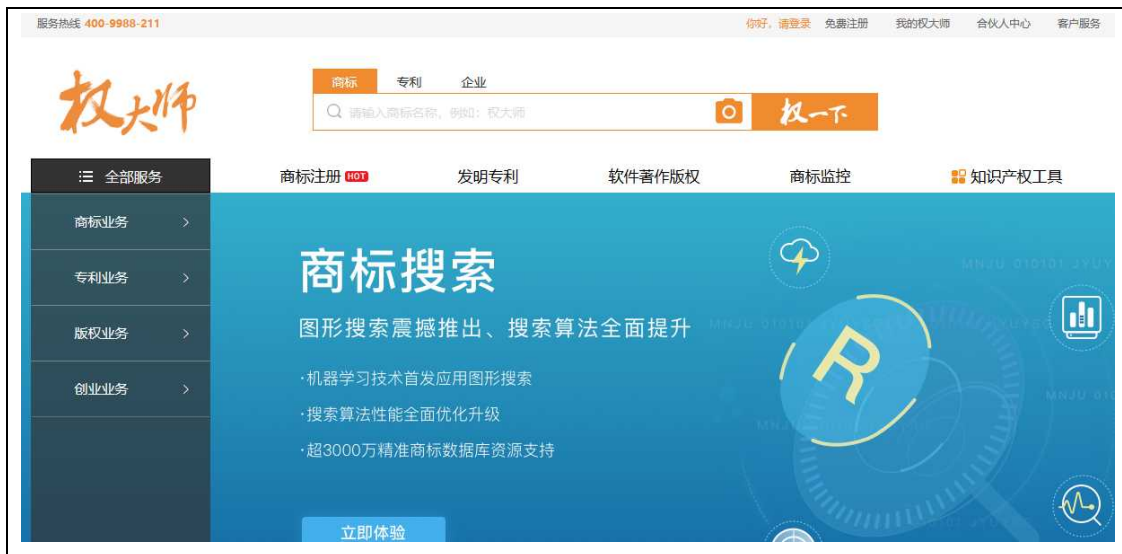 服务热线 400-9988-211
你好，请登录 免费注册 我的权大师 合伙人中心 客户服务
权大师
商标 专利 企业
请输入商标名称，例如：权大师
权一下
全部服务
商标注册 HOT 发明专利 软件著作版权 商标监控 知识产权工具
商标业务 >
专利业务 >
版权业务 >
创业业务 >
商标搜索
图形搜索震撼推出、搜索算法全面提升
·机器学习技术首发应用图形搜索
·搜索算法性能全面优化升级
·超3000万精准商标数据库资源支持
立即体验
R
MNJU 010101 JYUY